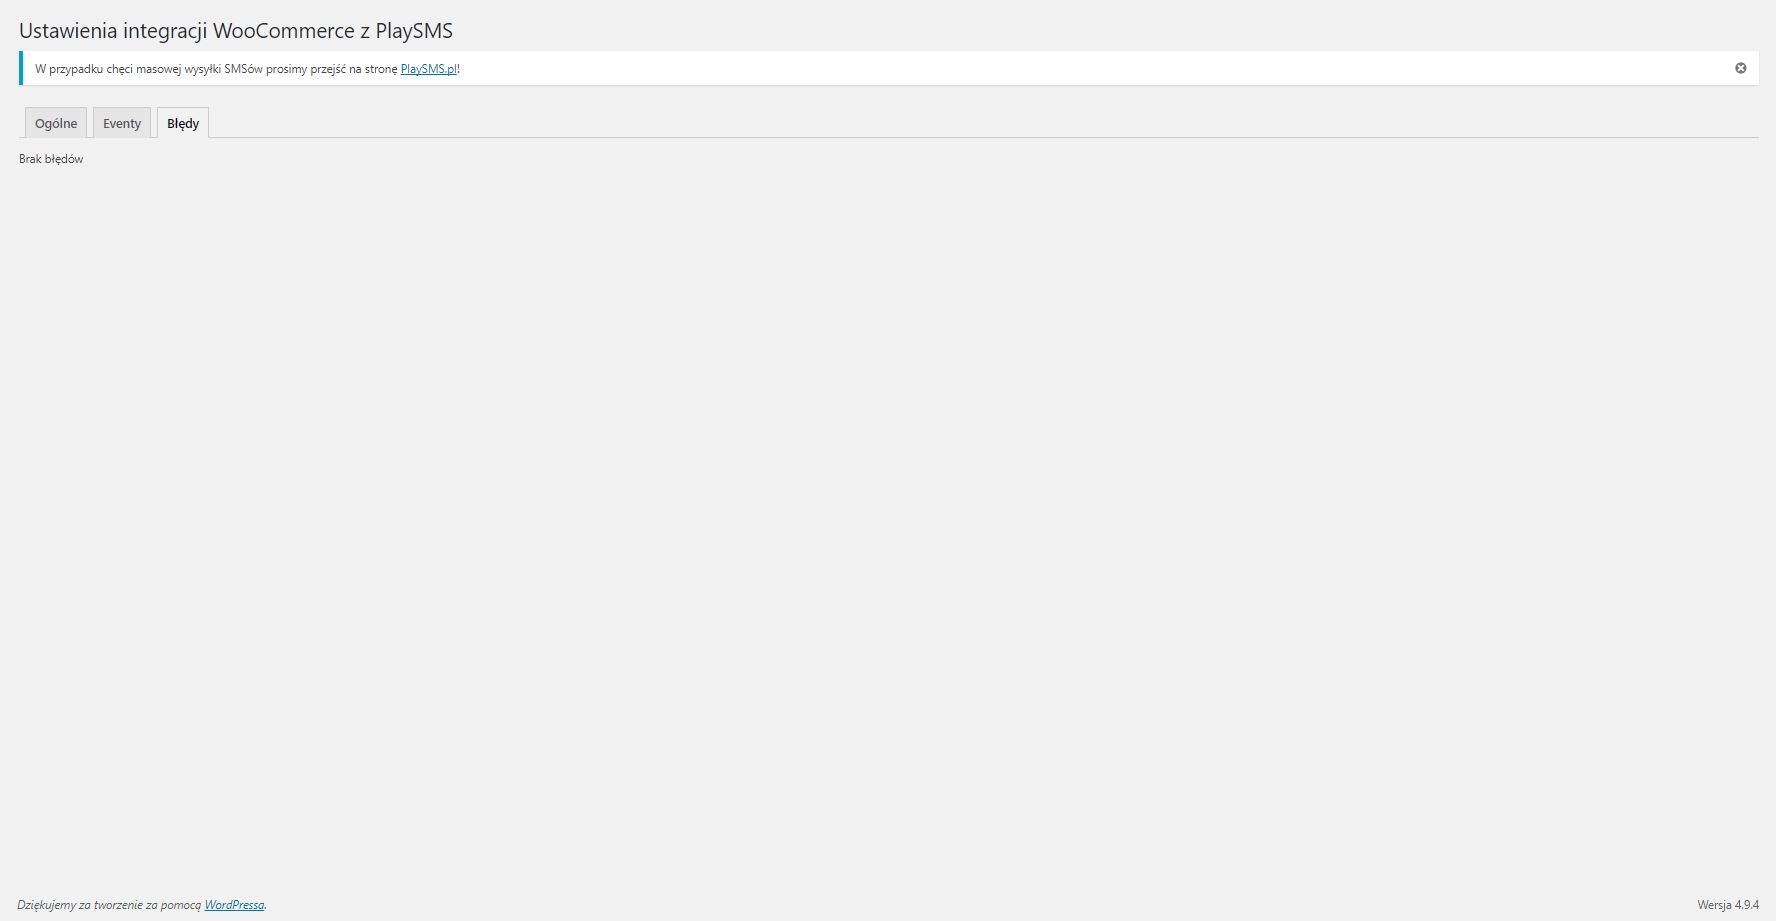 Ustawienia integracji WooCommerce z PlaySMS
W przypadku chęci masowej wysyłki SMSów prosimy przejść na stronę PlaySMS.pl!
Ogólne Eventy Błędy
Brak błędów
Dziękujemy za tworzenie za pomocą WordPressa. Wersja 4.9.4